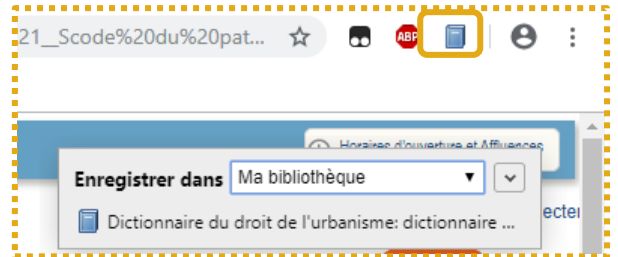 21__Scode%20du%20pat...
ABP
Horaires d'ouverture et Affluences
Enregistrer dans Ma bibliothèque
ecter
Dictionnaire du droit de l'urbanisme: dictionnaire ...